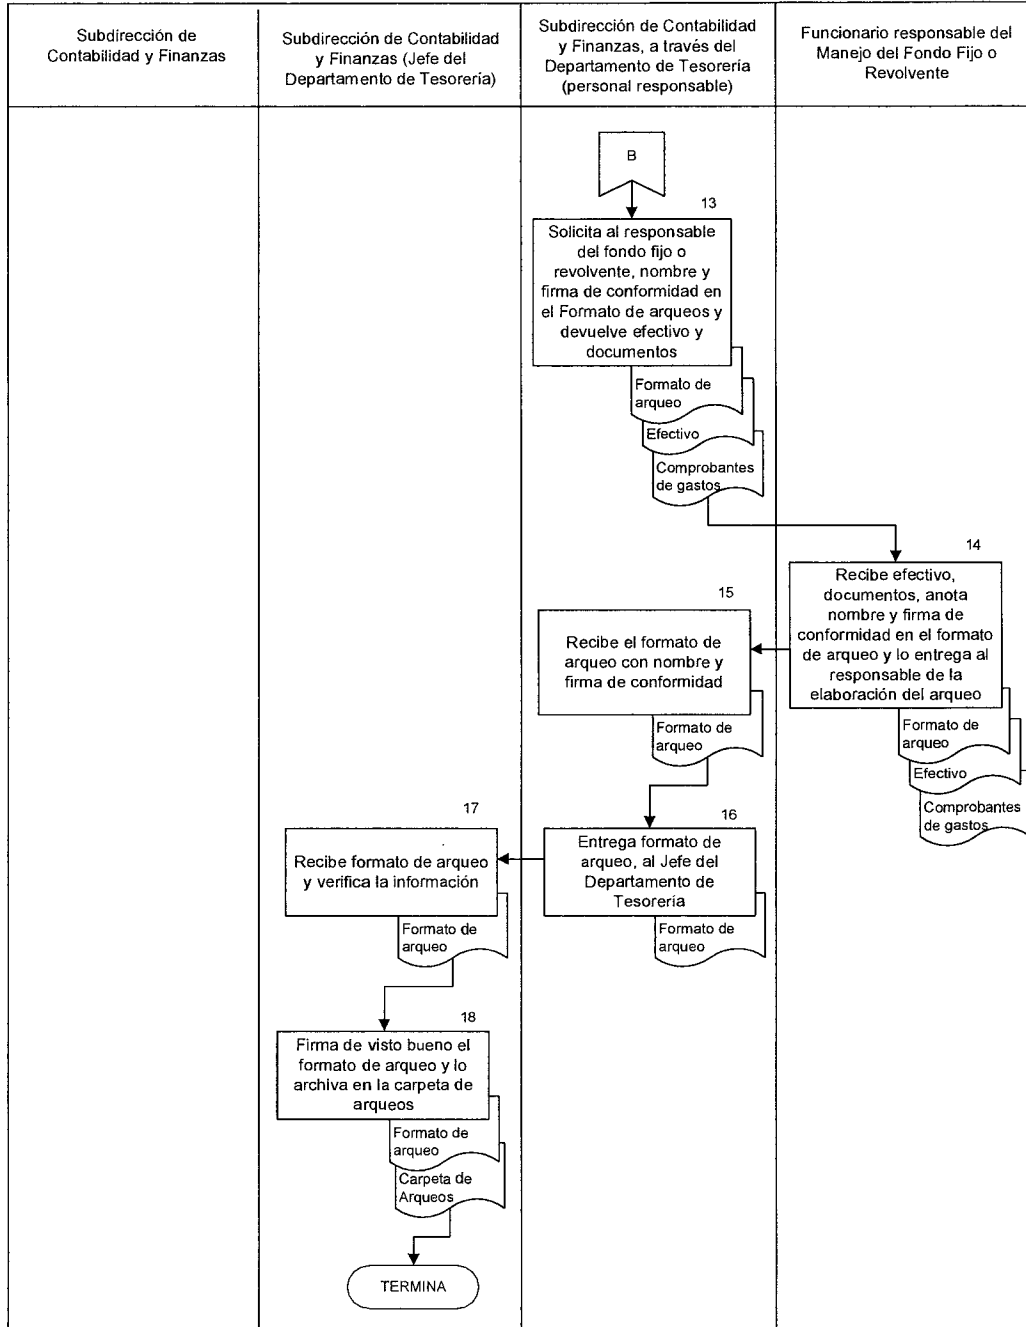 Subdirección de
Contabilidad y Finanzas
Subdirección de Contabilidad
y Finanzas (Jefe del
Departamento de Tesorería)
Subdirección de Contabilidad
y Finanzas, a través del
Departamento de Tesorería
(personal responsable)
Funcionario responsable del
Manejo del Fondo Fijo o
Revolvente
B
13
Solicita al responsable
del fondo fijo o
revolvente, nombre y
firma de conformidad en
el Formato de arqueos y
devuelve efectivo y
documentos
Formato de
arqueo
Efectivo
Comprobantes
de gastos
14
Recibe efectivo,
documentos, anota
nombre y firma de
conformidad en el formato
de arqueo y lo entrega al
responsable de la
elaboración del arqueo
Formato de
arqueo
Efectivo
Comprobantes
de gastos
15
Recibe el formato de
arqueo con nombre y
firma de conformidad
Formato de
arqueo
16
Entrega formato de
arqueo, al Jefe del
Departamento de
Tesorería
Formato de
arqueo
17
Recibe formato de arqueo
y verifica la información
Formato de
arqueo
18
Firma de visto bueno el
formato de arqueo y lo
archiva en la carpeta de
arqueos
Formato de
arqueo
Carpeta de
Arqueos
TERMINA